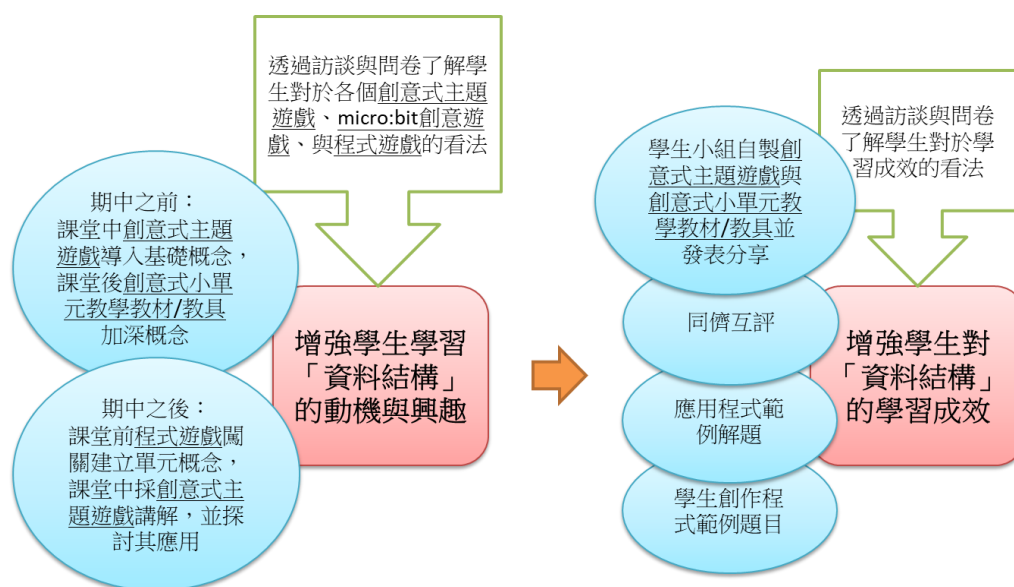 透過訪談與問卷了解學
生對於各個創意式主題
遊戲、micro:bit創意遊
戲、與程式遊戲的看法
期中之前：
課堂中創意式主題
遊戲導入基礎概念，
課堂後創意式小單
元教學教材/教具
加深概念
期中之後：
課堂前程式遊戲闖
關建立單元概念，
課堂中採創意式主
題遊戲講解，並探
討其應用
增強學生學習
「資料結構」
的動機與興趣
透過訪談與問卷
了解學生對於學
習成效的看法
學生小組自製創
意式主題遊戲與
創意式小單元教
學教材/教具並
發表分享
同儕互評
應用程式範
例解題
學生創作程
式範例題目
增強學生對
「資料結構」
的學習成效